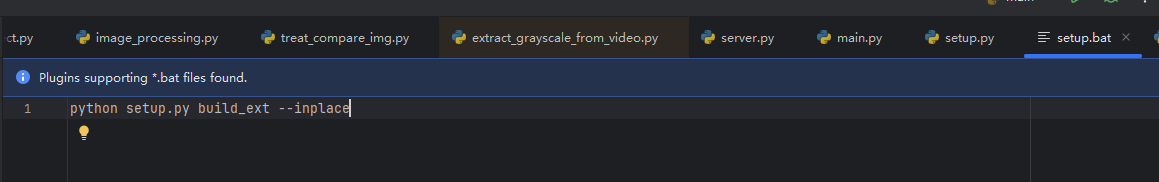 ct.py image_processing.py treat_compare_img.py extract_grayscale_from_video.py server.py main.py setup.py setup.bat
Plugins supporting *.bat files found.
1 python setup.py build_ext --inplace